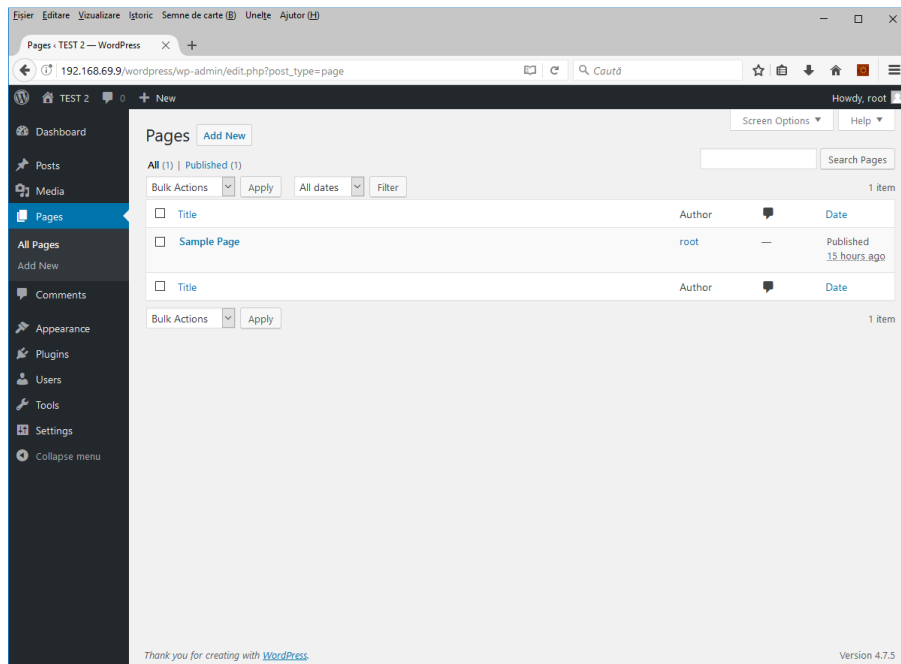 Fișier Editare Vizualizare Istoric Semne de carte (B) Unelte Ajutor (H)
Pages ‹ TEST 2 — WordPress
192.168.69.9/wordpress/wp-admin/edit.php?post_type=page Caută
TEST 2 0 + New Howdy, root
Screen Options Help
Dashboard
Posts
Media
Pages
All Pages
Add New
Comments
Appearance
Plugins
Users
Tools
Settings
Collapse menu
Pages Add New
All (1) | Published (1) Search Pages
Bulk Actions Apply All dates Filter 1 item
Title Author Date
Sample Page root — Published
15 hours ago
Title Author Date
Bulk Actions Apply 1 item
Thank you for creating with WordPress. Version 4.7.5